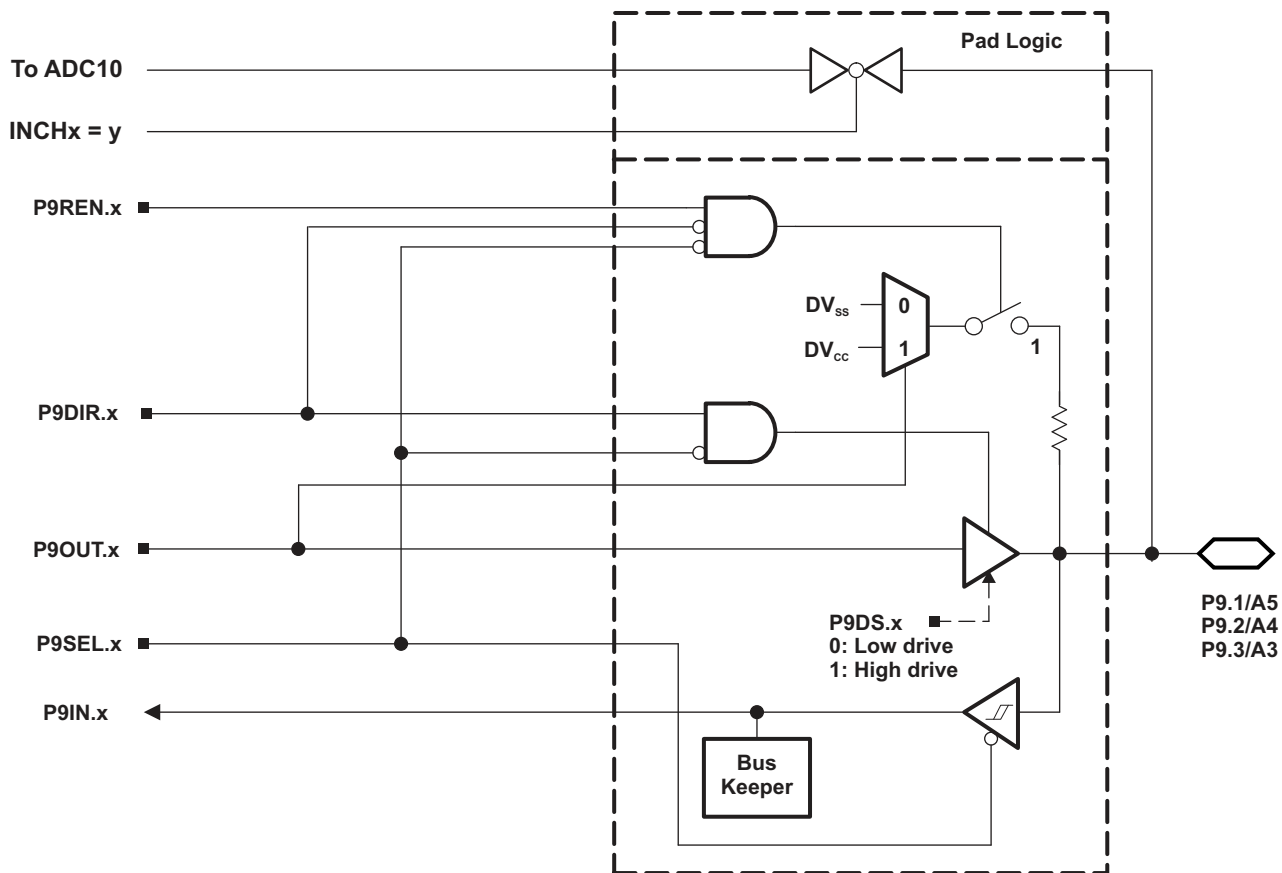 Pad Logic
To ADC10
INCHx = y
P9REN.x
DVSS
0
DVCC
1
1
P9DIR.x
P9OUT.x
P9DS.x
0: Low drive
1: High drive
P9.1/A5
P9.2/A4
P9.3/A3
P9SEL.x
P9IN.x
Bus
Keeper